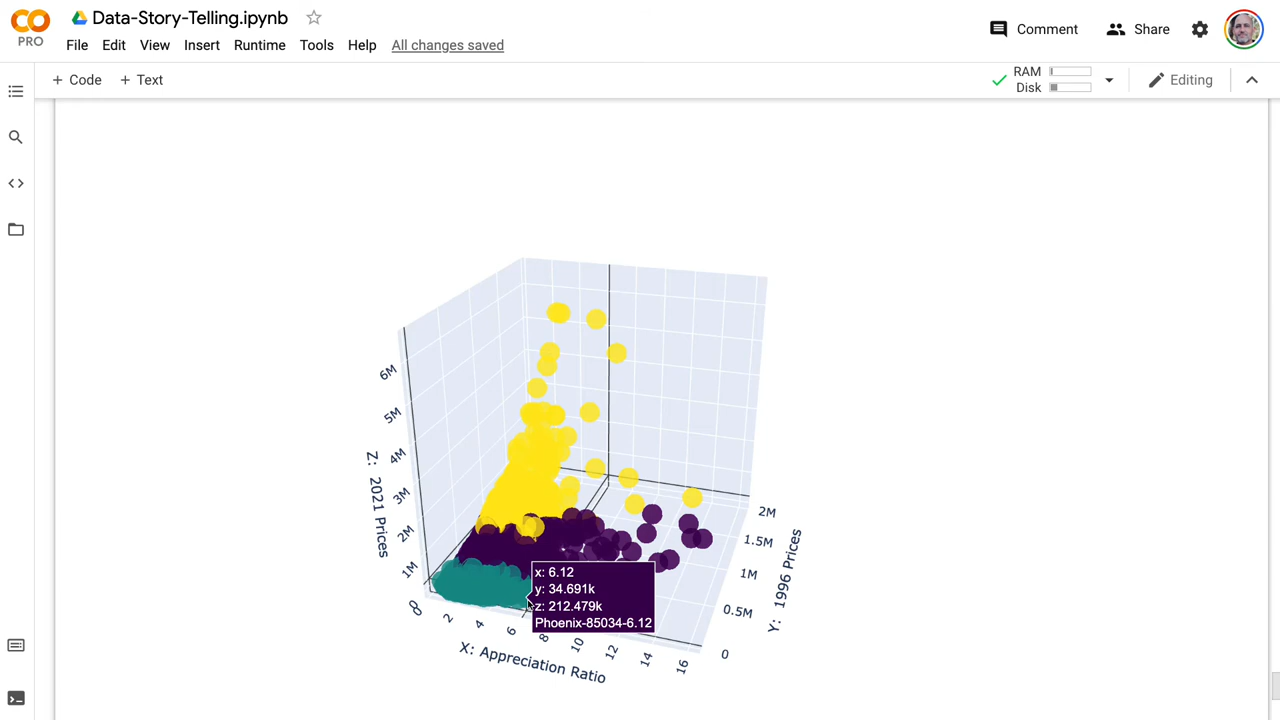 Data-Story-Telling.ipynb
PRO
File Edit View Insert Runtime Tools Help All changes saved
Comment Share
+ Code + Text
RAM
Disk
Editing
6M
5M
4M
3M
2M
1M
Z: 2021 Prices
2M
1.5M
1M
0.5M
0
Y: 1996 Prices
0
2
4
6
8
10
12
14
16
X: Appreciation Ratio
x: 6.12
y: 34.691k
z: 212.479k
Phoenix-85034-6.12